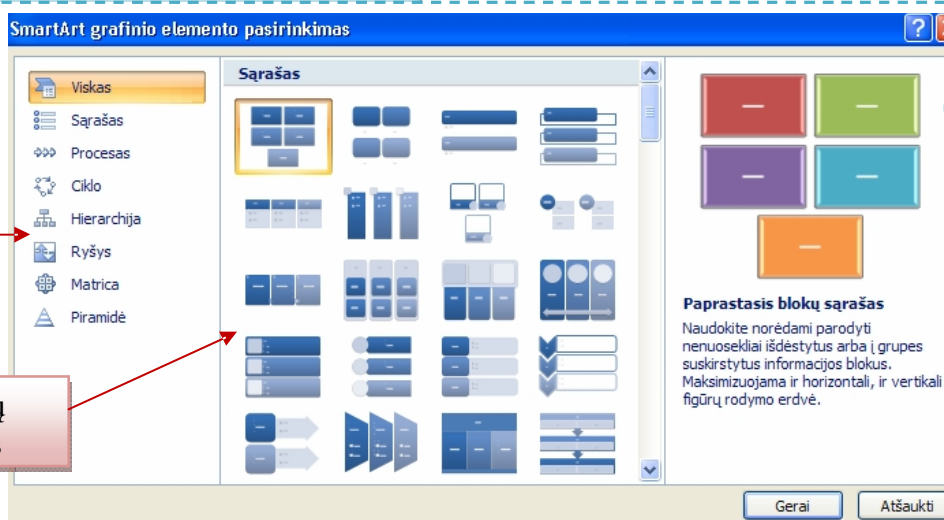 SmartArt grafinio elemento pasirinkimas
Viskas
Sąrašas
Procesas
Ciklo
Hierarchija
Ryšys
Matrica
Piramidė
Sąrašas
Paprastasis blokų sąrašas
Naudokite norėdami parodyti
nenuosekliai išdėstytus arba į grupes
suskirstytus informacijos blokus.
Maksimizuojama ir horizontali, ir vertikali
figūrų rodymo erdvė.
Gerai
Atšaukti